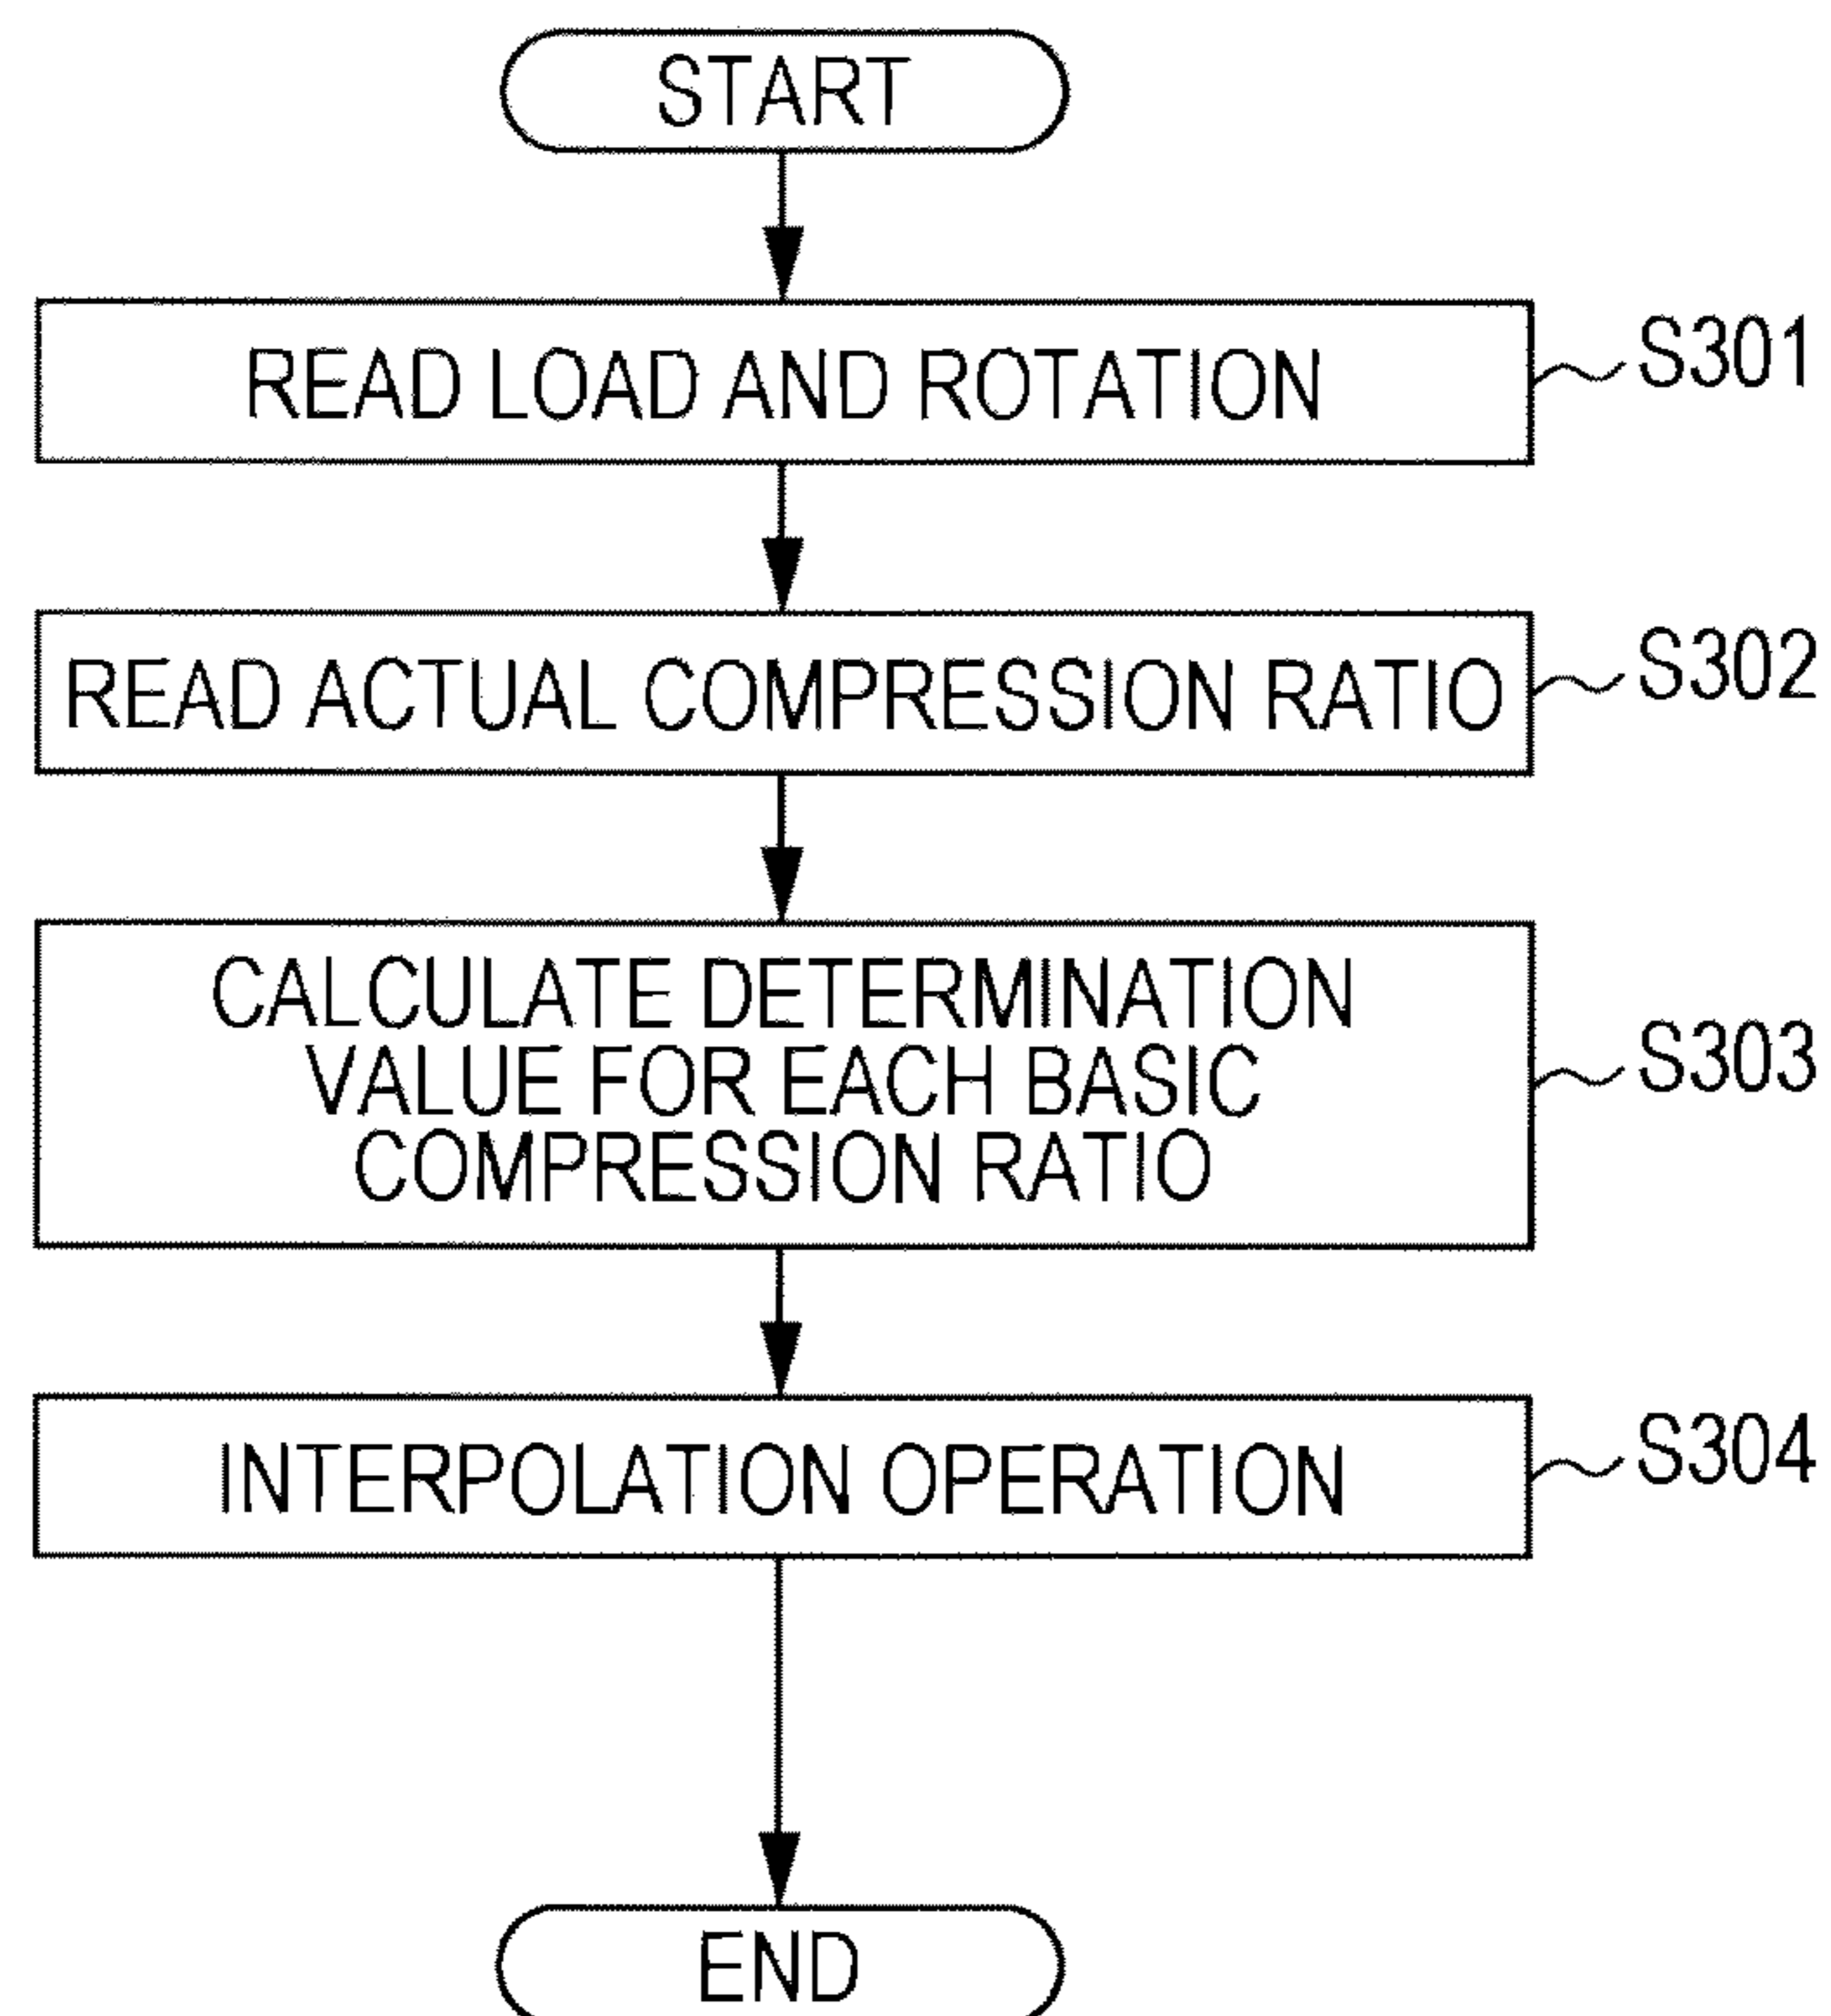 START
READ LOAD AND ROTATION
S301
READ ACTUAL COMPRESSION RATIO
S302
CALCULATE DETERMINATION
VALUE FOR EACH BASIC
COMPRESSION RATIO
S303
INTERPOLATION OPERATION
S304
END